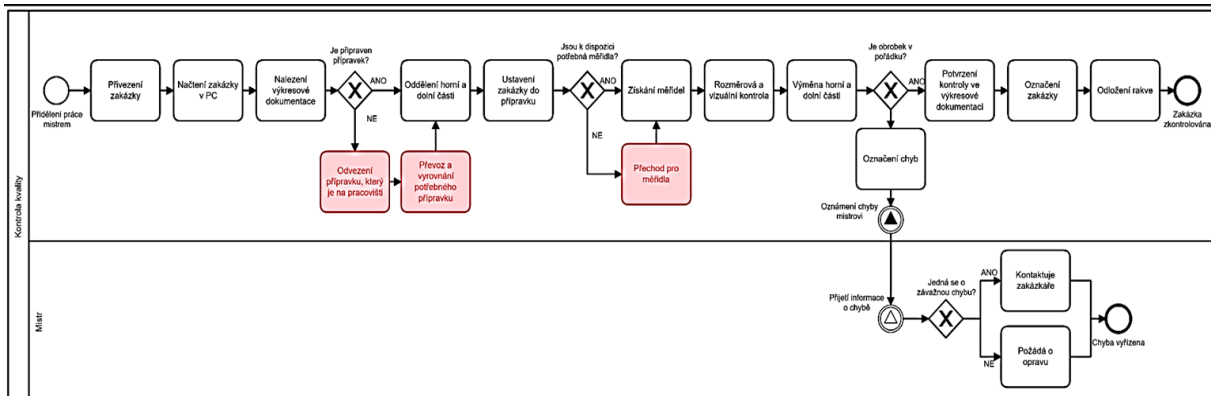 Kontrola kvality
Přidělení práce
mistrem
Přivezení
zakázky
Načtení zakázky
v PC
Nalezení
výkresové
dokumentace
Je připraven
přípravek?
ANO
NE
Odvezení
přípravku, který
je na pracovišti
Převoz a
vyrovnání
potřebného
přípravku
Oddělení horní a
dolní části
Ustavení
zakázky do
přípravku
Jsou k dispozici
potřebná měřidla?
ANO
NE
Přechod pro
měřidla
Získání měřidel
Rozměrová a
vizuální kontrola
Výměna horní a
dolní části
Je obrobek v
pořádku?
ANO
Potvrzení
kontroly ve
výkresové
dokumentaci
Označení
zakázky
Odložení rakve
Zakázka
zkontrolována
Označení chyb
Oznámení chyby
mistrovi
Mistr
Přijetí informace
o chybě
Jedná se o
závažnou chybu?
ANO
NE
Kontaktuje
zakázkáře
Požádá o
opravu
Chyba vyřízena